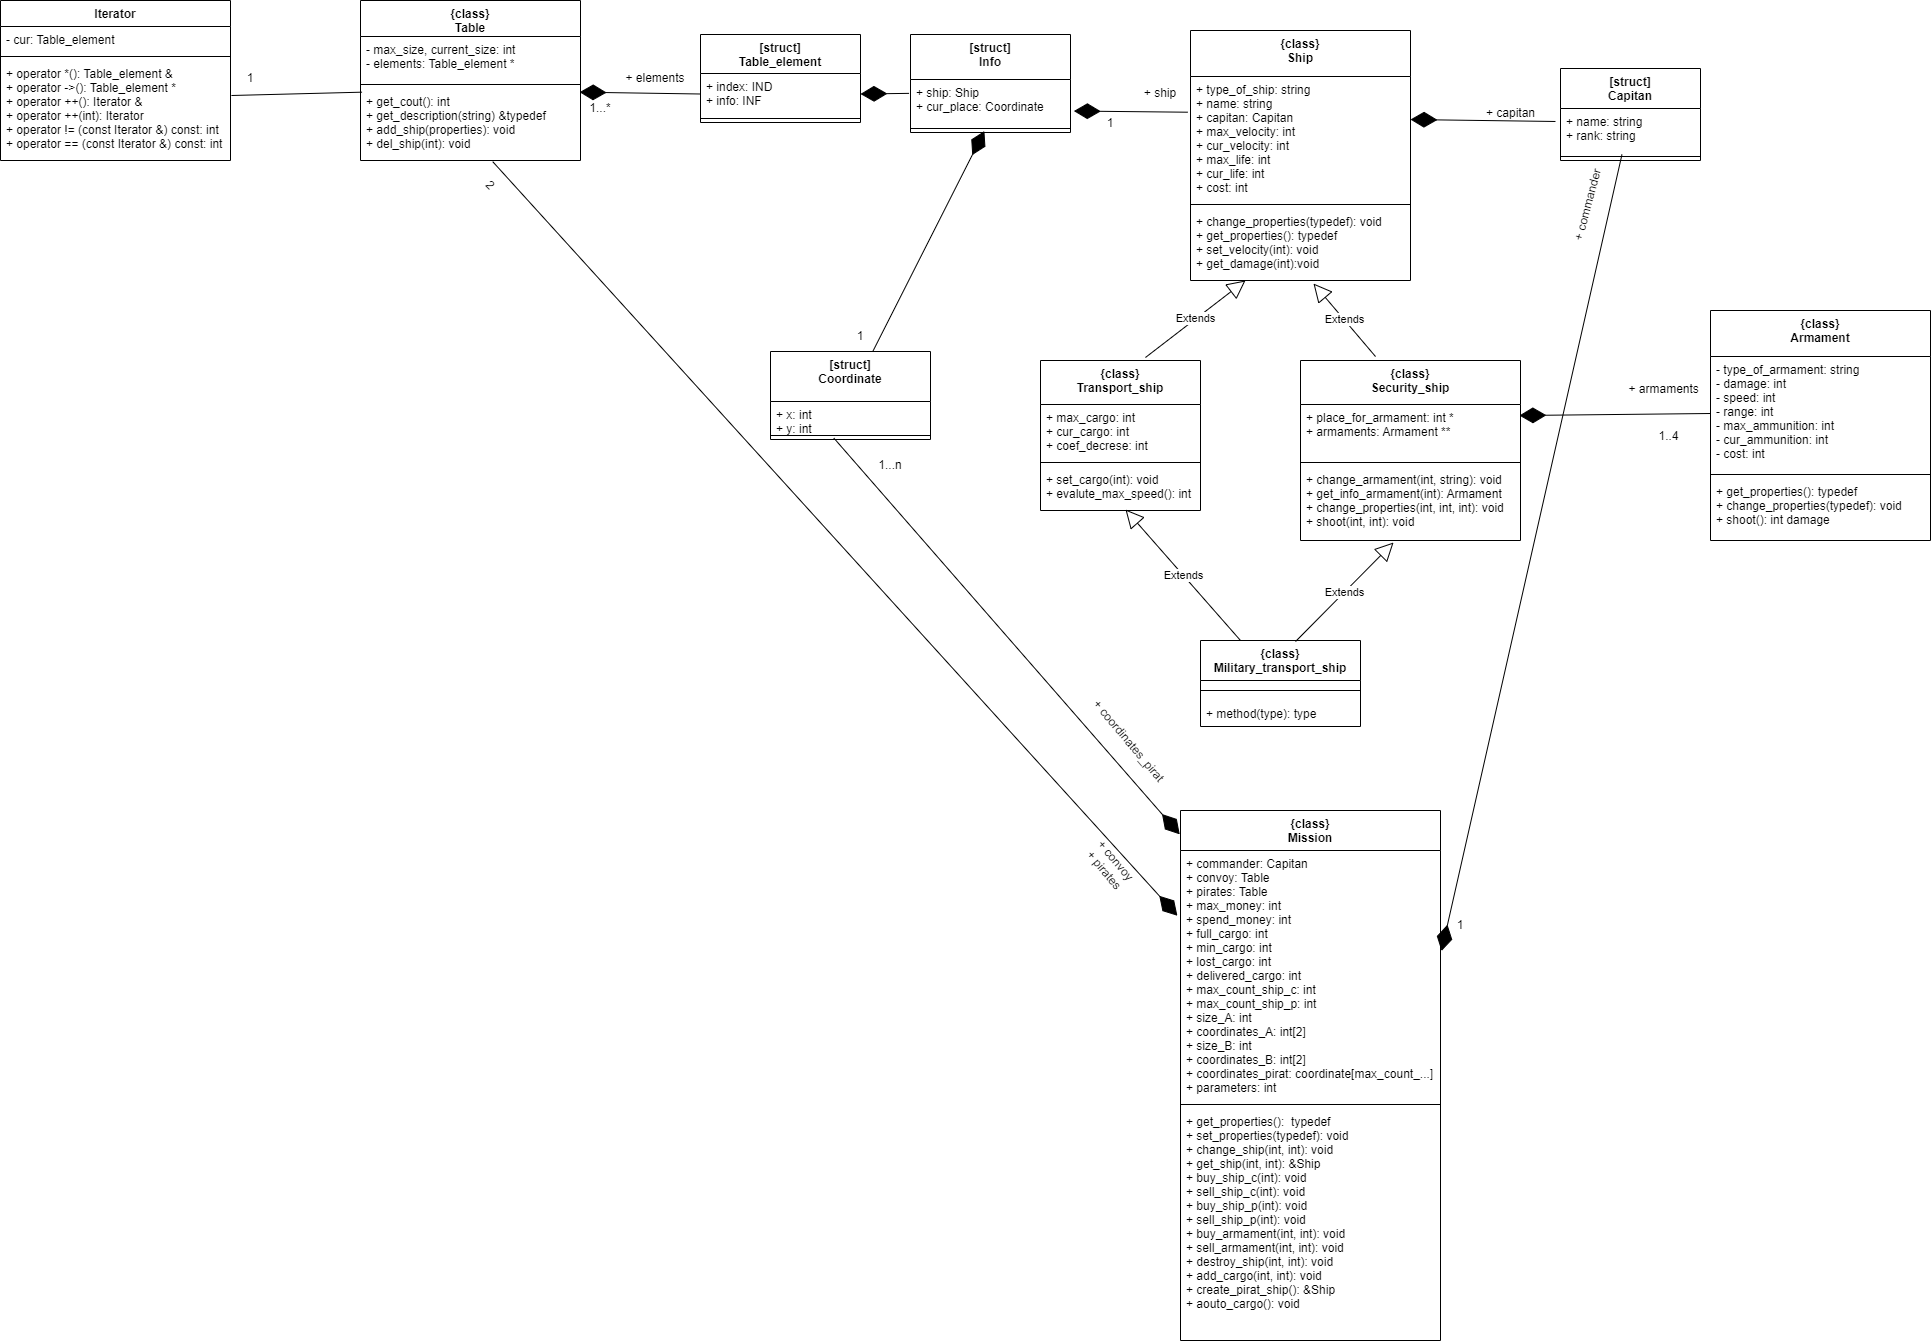 Iterator
- cur: Table_element
+ operator *(): Table_element &
+ operator ->(): Table_element *
+ operator ++(): Iterator &
+ operator ++(int): Iterator
+ operator != (const Iterator &) const: int
+ operator == (const Iterator &) const: int
1
{class}
Table
- max_size, current_size: int
- elements: Table_element *
+ get_cout(): int
+ get_description(string) &typedef
+ add_ship(properties): void
+ del_ship(int): void
+ elements
1...*
2
[struct]
Table_element
+ index: IND
+ info: INF
[struct]
Info
+ ship: Ship
+ cur_place: Coordinate
+ ship
1
{class}
Ship
+ type_of_ship: string
+ name: string
+ capitan: Capitan
+ max_velocity: int
+ cur_velocity: int
+ max_life: int
+ cur_life: int
+ cost: int
+ change_properties(typedef): void
+ get_properties(): typedef
+ set_velocity(int): void
+ get_damage(int):void
+ capitan
[struct]
Capitan
+ name: string
+ rank: string
+ commander
Extends
Extends
1
[struct]
Coordinate
+ x: int
+ y: int
1...n
{class}
Transport_ship
+ max_cargo: int
+ cur_cargo: int
+ coef_decrese: int
+ set_cargo(int): void
+ evalute_max_speed(): int
{class}
Security_ship
+ place_for_armament: int *
+ armaments: Armament **
+ change_armament(int, string): void
+ get_info_armament(int): Armament
+ change_properties(int, int, int): void
+ shoot(int, int): void
+ armaments
1..4
{class}
Armament
- type_of_armament: string
- damage: int
- speed: int
- range: int
- max_ammunition: int
- cur_ammunition: int
- cost: int
+ get_properties(): typedef
+ change_properties(typedef): void
+ shoot(): int damage
Extends
Extends
{class}
Military_transport_ship
+ method(type): type
+ coordinates_pirat
+ convoy
+ pirates
{class}
Mission
+ commander: Capitan
+ convoy: Table
+ pirates: Table
+ max_money: int
+ spend_money: int
+ full_cargo: int
+ min_cargo: int
+ lost_cargo: int
+ delivered_cargo: int
+ max_count_ship_c: int
+ max_count_ship_p: int
+ size_A: int
+ coordinates_A: int[2]
+ size_B: int
+ coordinates_B: int[2]
+ coordinates_pirat: coordinate[max_count_...]
+ parameters: int
+ get_properties():  typedef
+ set_properties(typedef): void
+ change_ship(int, int): void
+ get_ship(int, int): &Ship
+ buy_ship_c(int): void
+ sell_ship_c(int): void
+ buy_ship_p(int): void
+ sell_ship_p(int): void
+ buy_armament(int, int): void
+ sell_armament(int, int): void
+ destroy_ship(int, int): void
+ add_cargo(int, int): void
+ create_pirat_ship(): &Ship
+ aouto_cargo(): void
1